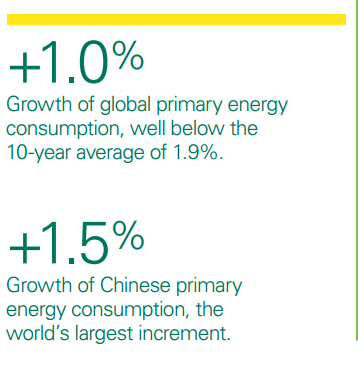 +1.0%
Growth of global primary energy
consumption, well below the
10-year average of 1.9%.
+1.5%
Growth of Chinese primary
energy consumption, the
world’s largest increment.